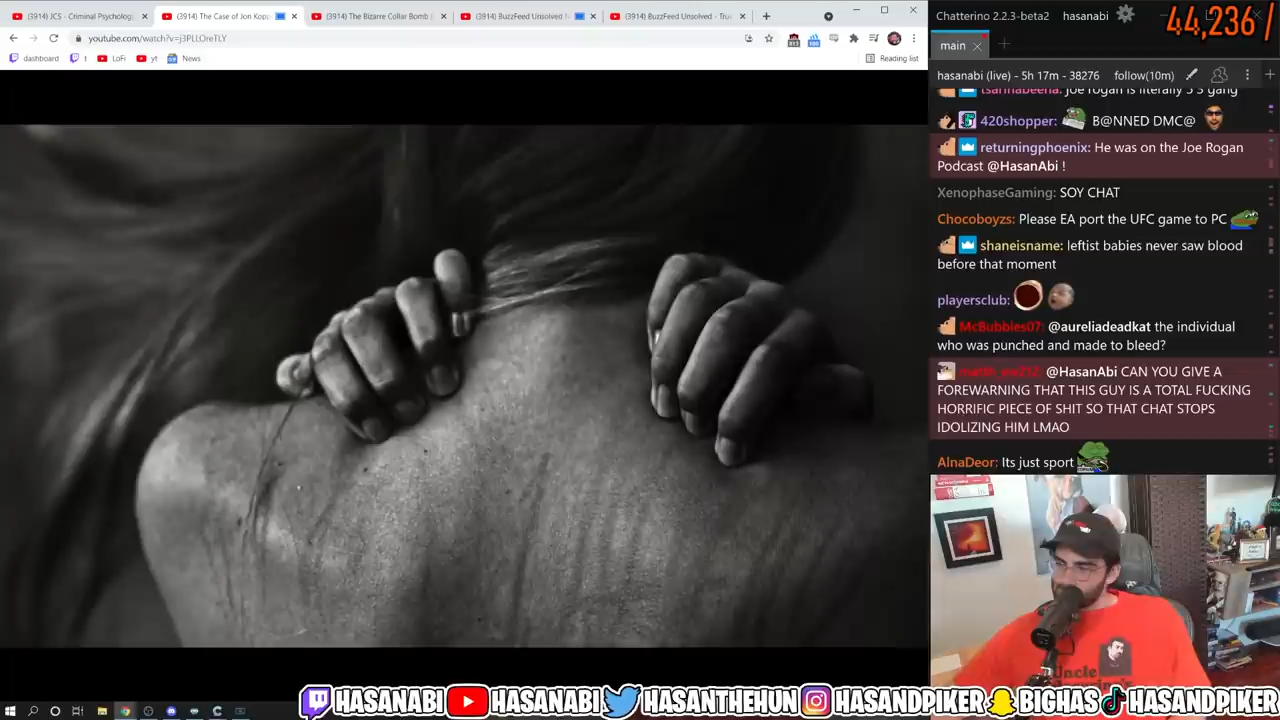 (3914) JCS - Criminal Psycholog
(3914) The Case of Jon Kopp
(3914) The Bizarre Collar Bomb
(3914) BuzzFeed Unsolved
(3914) BuzzFeed Unsolved - Tru
Chatterino 2.2.3-beta2
hasanabi
44,236 /
youtube.com/watch?v=j3PLLOreTLY
main
dashboard
t
LoFi
yt
News
Reading list
hasanabi (live) - 5h 17m - 38276
follow(10m)
tsarinabeena: Joe rogan is literally 5'3 gang
420shopper: B@NNED DMC@
returningphoenix: He was on the Joe Rogan
Podcast @HasanAbi !
XenophaseGaming: SOY CHAT
Chocoboyzs: Please EA port the UFC game to PC
shaneisname: leftist babies never saw blood
before that moment
playersclub:
McBubbles07: @aureliadeadkat the individual
who was punched and made to bleed?
@HasanAbi CAN YOU GIVE A
FOREWARNING THAT THIS GUY IS A TOTAL FUCKING
HORRIFIC PIECE OF SHIT SO THAT CHAT STOPS
IDOLIZING HIM LMAO
AlnaDeor: Its just sport
Uncle
HASANABI
HASANABI
HASANTHEHUN
HASANDPIKER
BIGHAS
HASANDPIKER